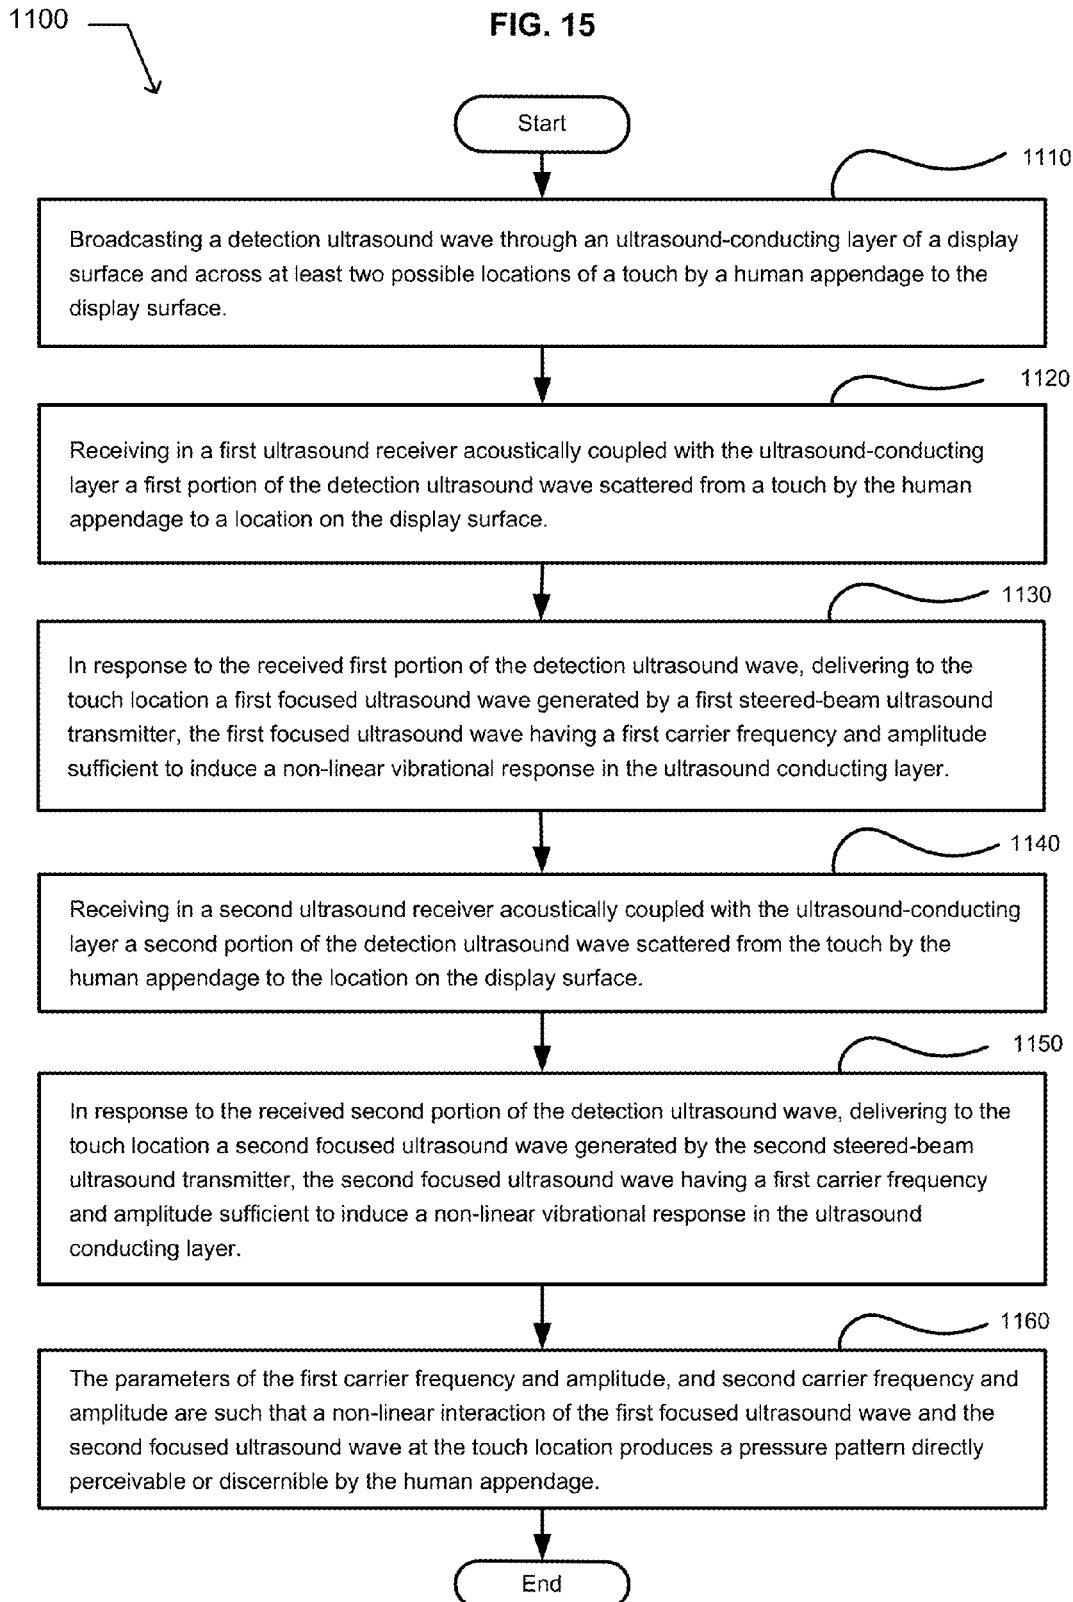 1100
FIG. 15
Start
1110
Broadcasting a detection ultrasound wave through an ultrasound-conducting layer of a display
surface and across at least two possible locations of a touch by a human appendage to the
display surface.
1120
Receiving in a first ultrasound receiver acoustically coupled with the ultrasound-conducting
layer a first portion of the detection ultrasound wave scattered from a touch by the human
appendage to a location on the display surface.
1130
In response to the received first portion of the detection ultrasound wave, delivering to the
touch location a first focused ultrasound wave generated by a first steered-beam ultrasound
transmitter, the first focused ultrasound wave having a first carrier frequency and amplitude
sufficient to induce a non-linear vibrational response in the ultrasound conducting layer.
1140
Receiving in a second ultrasound receiver acoustically coupled with the ultrasound-conducting
layer a second portion of the detection ultrasound wave scattered from the touch by the
human appendage to the location on the display surface.
1150
In response to the received second portion of the detection ultrasound wave, delivering to the
touch location a second focused ultrasound wave generated by the second steered-beam
ultrasound transmitter, the second focused ultrasound wave having a first carrier frequency
and amplitude sufficient to induce a non-linear vibrational response in the ultrasound
conducting layer.
1160
The parameters of the first carrier frequency and amplitude, and second carrier frequency and
amplitude are such that a non-linear interaction of the first focused ultrasound wave and the
second focused ultrasound wave at the touch location produces a pressure pattern directly
perceivable or discernible by the human appendage.
End